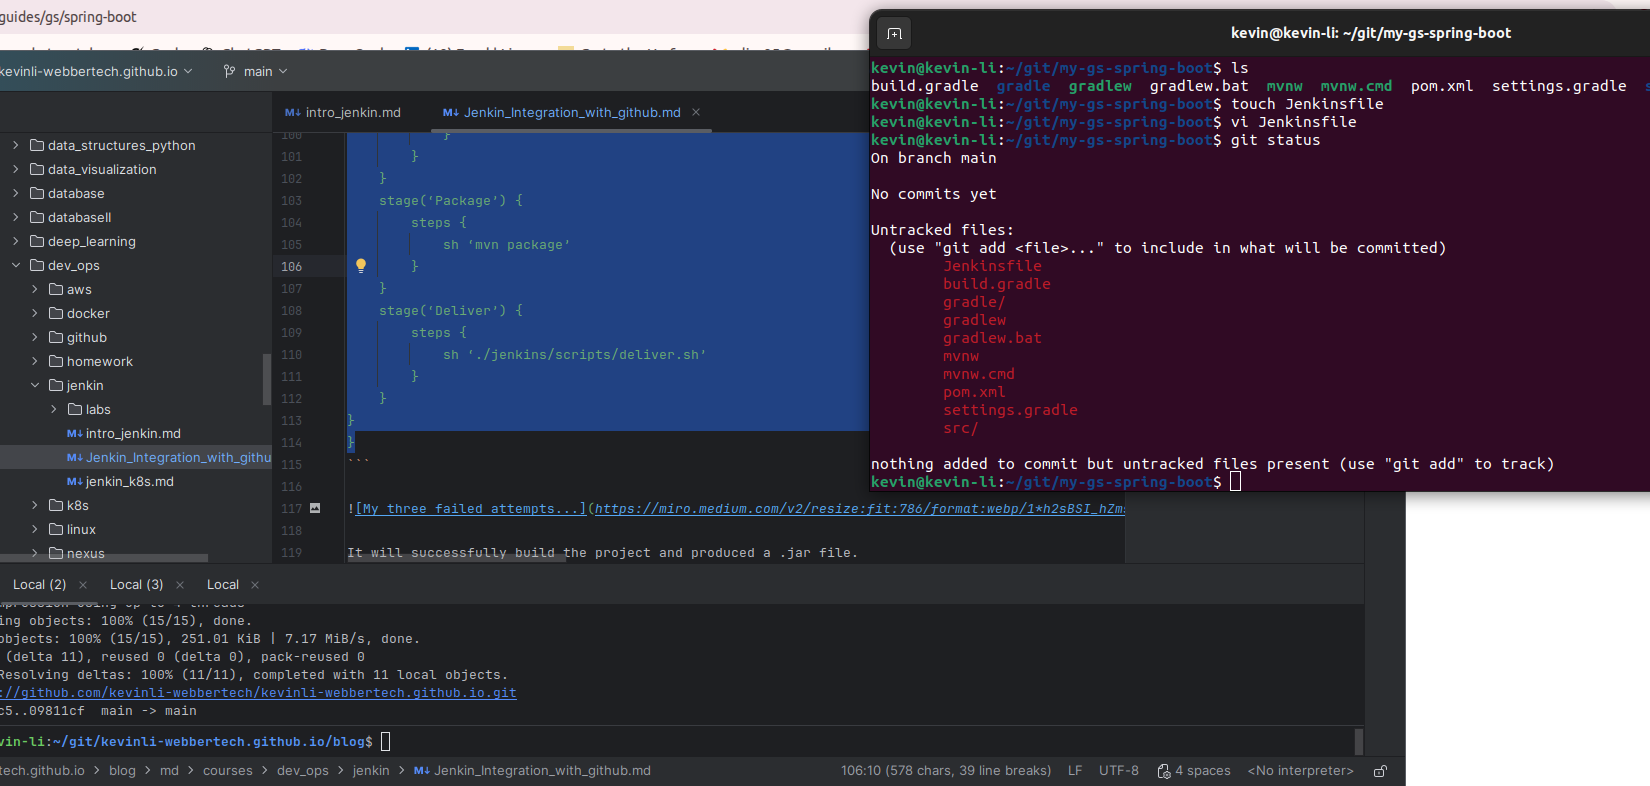 guides/gs/spring-boot
kevinli-webbertech.github.io
main
intro_jenkin.md
Jenkin_Integration_with_github.md
data_structures_python
data_visualization
database
databasell
deep_learning
dev_ops
aws
docker
github
homework
jenkin
labs
intro_jenkin.md
Jenkin_Integration_with_githu
jenkin_k8s.md
k8s
linux
nexus
100 }
101 }
102 }
103 stage('Package') {
104 steps {
105 sh 'mvn package'
106 }
107 }
108 stage('Deliver') {
109 steps {
110 sh './jenkins/scripts/deliver.sh'
111 }
112 }
113 }
114 }
115 ```
116
117 ![My three failed attempts...](https://miro.medium.com/v2/resize:fit:786/format:webp/1*h2sBSI_hZm
118
119 It will successfully build the project and produced a .jar file.
kevin@kevin-li: ~/git/my-gs-spring-boot
kevin@kevin-li:~/git/my-gs-spring-boot$ ls
build.gradle gradle gradlew gradlew.bat mvnw mvnw.cmd pom.xml settings.gradle s
kevin@kevin-li:~/git/my-gs-spring-boot$ touch Jenkinsfile
kevin@kevin-li:~/git/my-gs-spring-boot$ vi Jenkinsfile
kevin@kevin-li:~/git/my-gs-spring-boot$ git status
On branch main
No commits yet
Untracked files:
(use "git add <file>..." to include in what will be committed)
Jenkinsfile
build.gradle
gradle/
gradlew
gradlew.bat
mvnw
mvnw.cmd
pom.xml
settings.gradle
src/
nothing added to commit but untracked files present (use "git add" to track)
kevin@kevin-li:~/git/my-gs-spring-boot$
Local (2)
Local (3)
Local
ing objects: 100% (15/15), done.
objects: 100% (15/15), 251.01 KiB | 7.17 MiB/s, done.
(delta 11), reused 0 (delta 0), pack-reused 0
Resolving deltas: 100% (11/11), completed with 11 local objects.
://github.com/kevinli-webbertech/kevinli-webbertech.github.io.git
c5..09811cf main -> main
vin-li:~/git/kevinli-webbertech.github.io/blog$
tech.github.io > blog > md > courses > dev_ops > jenkin > Jenkin_Integration_with_github.md
106:10 (578 chars, 39 line breaks) LF UTF-8 4 spaces <No interpreter>